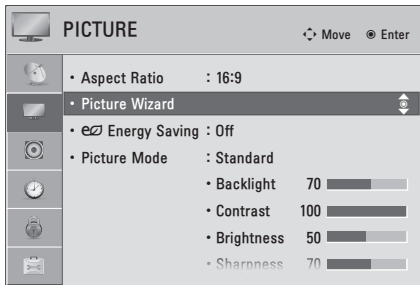 PICTURE Move Enter
• Aspect Ratio : 16:9
• Picture Wizard
• Energy Saving : Off
• Picture Mode : Standard
• Backlight 70
• Contrast 100
• Brightness 50
• Sharpness 70